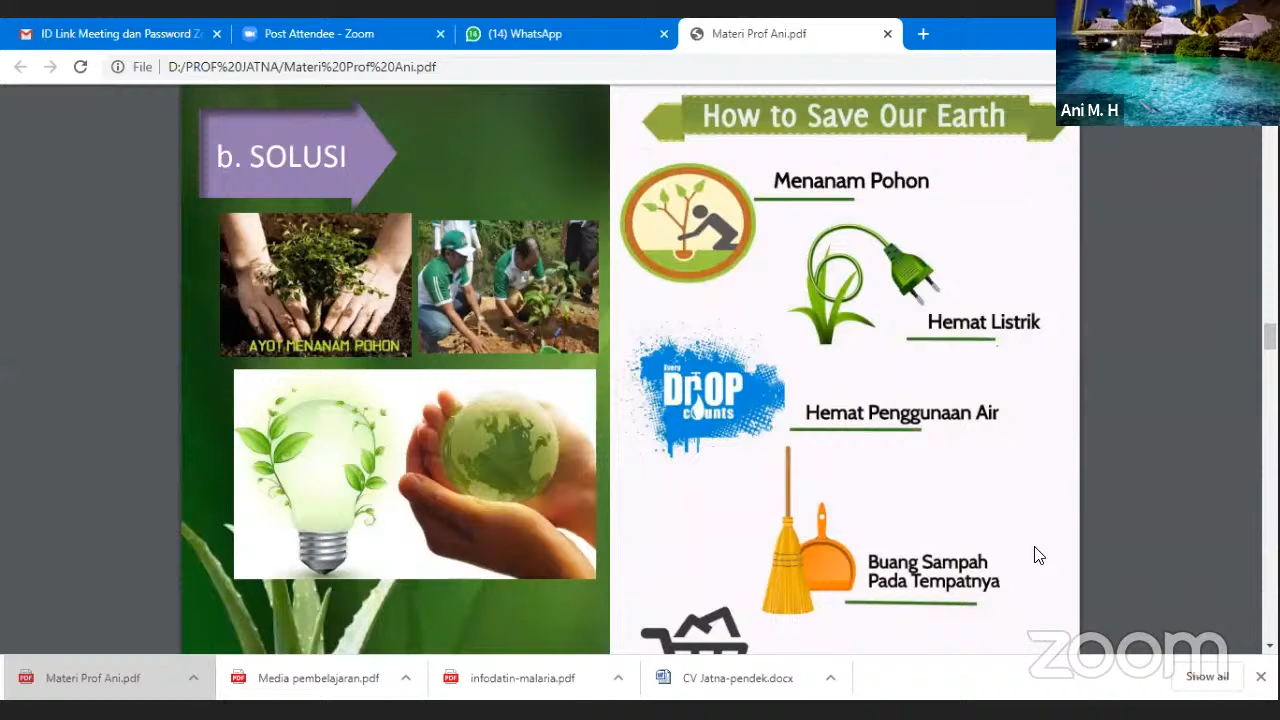 ID Link Meeting dan Password Zo
Post Attendee - Zoom
(14) WhatsApp
Materi Prof Ani.pdf
File
D:/PROF%20JATNA/Materi%20Prof%20Ani.pdf
Ani M. H
b. SOLUSI
AYOT MENANAM POHON
How to Save Our Earth
Menanam Pohon
Hemat Listrik
Every
DROP
counts
Hemat Penggunaan Air
Buang Sampah
Pada Tempatnya
zoom
Materi Prof Ani.pdf
Media pembelajaran.pdf
infodatin-malaria.pdf
CV Jatna-pendek.docx
Show all